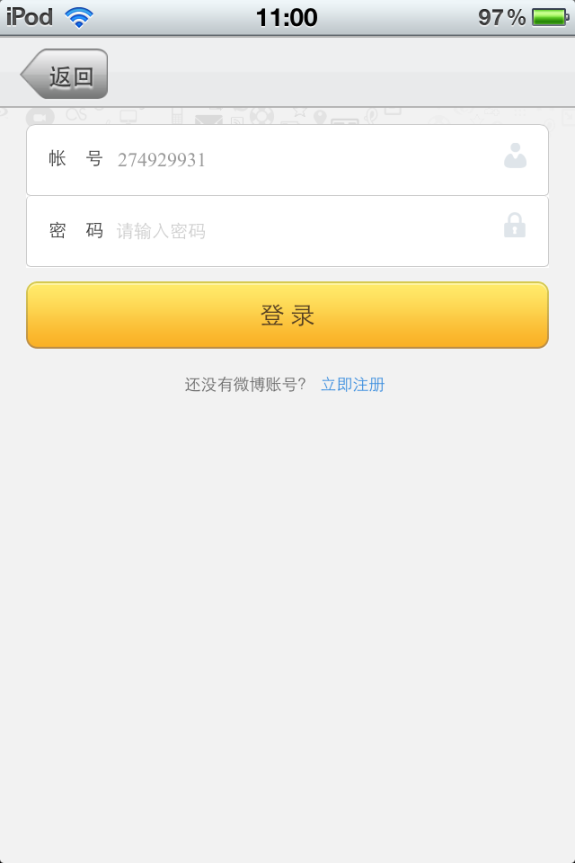 iPod 11:00 97%
返回
帐 号 274929931
密 码 请输入密码
登 录
还没有微博账号? 立即注册